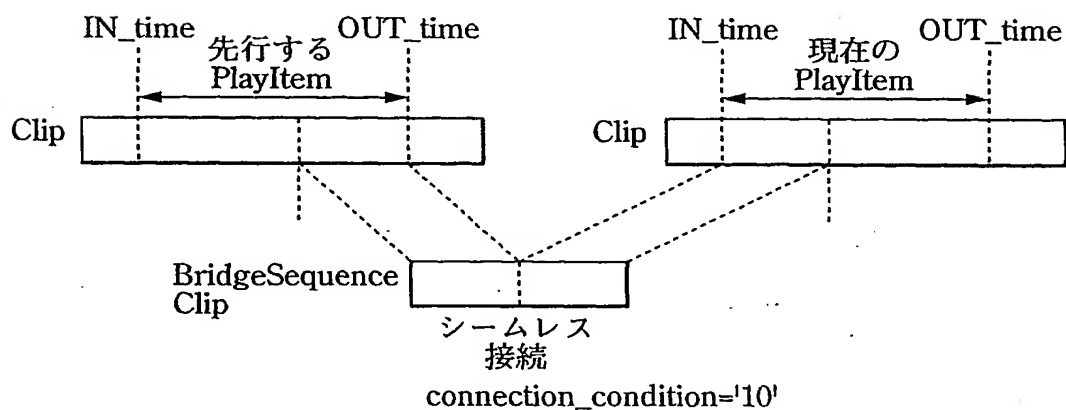 IN_time
OUT_time
先行する
PlayItem
Clip
IN_time
OUT_time
現在の
PlayItem
Clip
BridgeSequence
Clip
シームレス
接続
connection_condition='10'